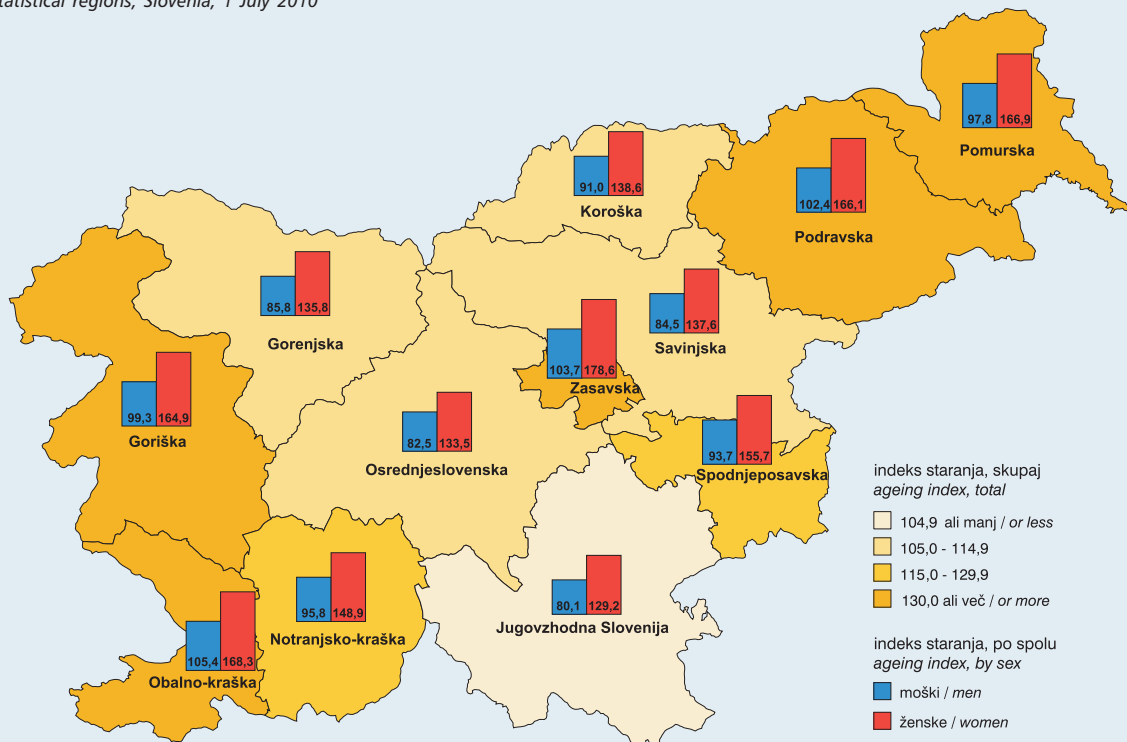 statistical regions, Slovenia, 1 July 2010
97,8 166,9
Pomurska
102,4 166,1
Podravska
91,0 138,6
Koroška
85,8 135,8
Gorenjska
84,5 137,6
Savinjska
103,7 178,6
Zasavska
99,3 164,9
Goriška
82,5 133,5
Osrednjeslovenska
93,7 155,7
Spodnjeposavska
95,8 148,9
Notranjsko-kraška
80,1 129,2
Jugovzhodna Slovenija
105,4 168,3
Obalno-kraška
indeks staranja, skupaj
ageing index, total
104,9 ali manj / or less
105,0 - 114,9
115,0 - 129,9
130,0 ali več / or more
indeks staranja, po spolu
ageing index, by sex
moški / men
ženske / women